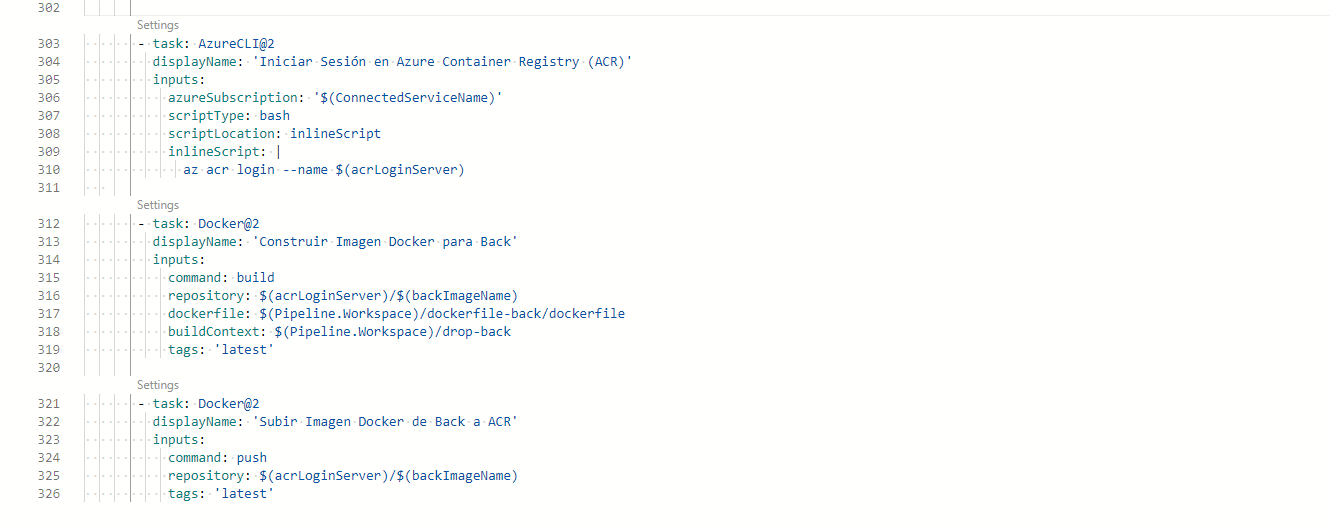 302
Settings
303 - task: AzureCLI@2
304 displayName: 'Iniciar Sesión en Azure Container Registry (ACR)'
305 inputs:
306 azureSubscription: '$(ConnectedServiceName)'
307 scriptType: bash
308 scriptLocation: inlineScript
309 inlineScript: |
310 az acr login --name $(acrLoginServer)
311
Settings
312 - task: Docker@2
313 displayName: 'Construir Imagen Docker para Back'
314 inputs:
315 command: build
316 repository: $(acrLoginServer)/$(backImageName)
317 dockerfile: $(Pipeline.Workspace)/dockerfile-back/dockerfile
318 buildContext: $(Pipeline.Workspace)/drop-back
319 tags: 'latest'
320
Settings
321 - task: Docker@2
322 displayName: 'Subir Imagen Docker de Back a ACR'
323 inputs:
324 command: push
325 repository: $(acrLoginServer)/$(backImageName)
326 tags: 'latest'